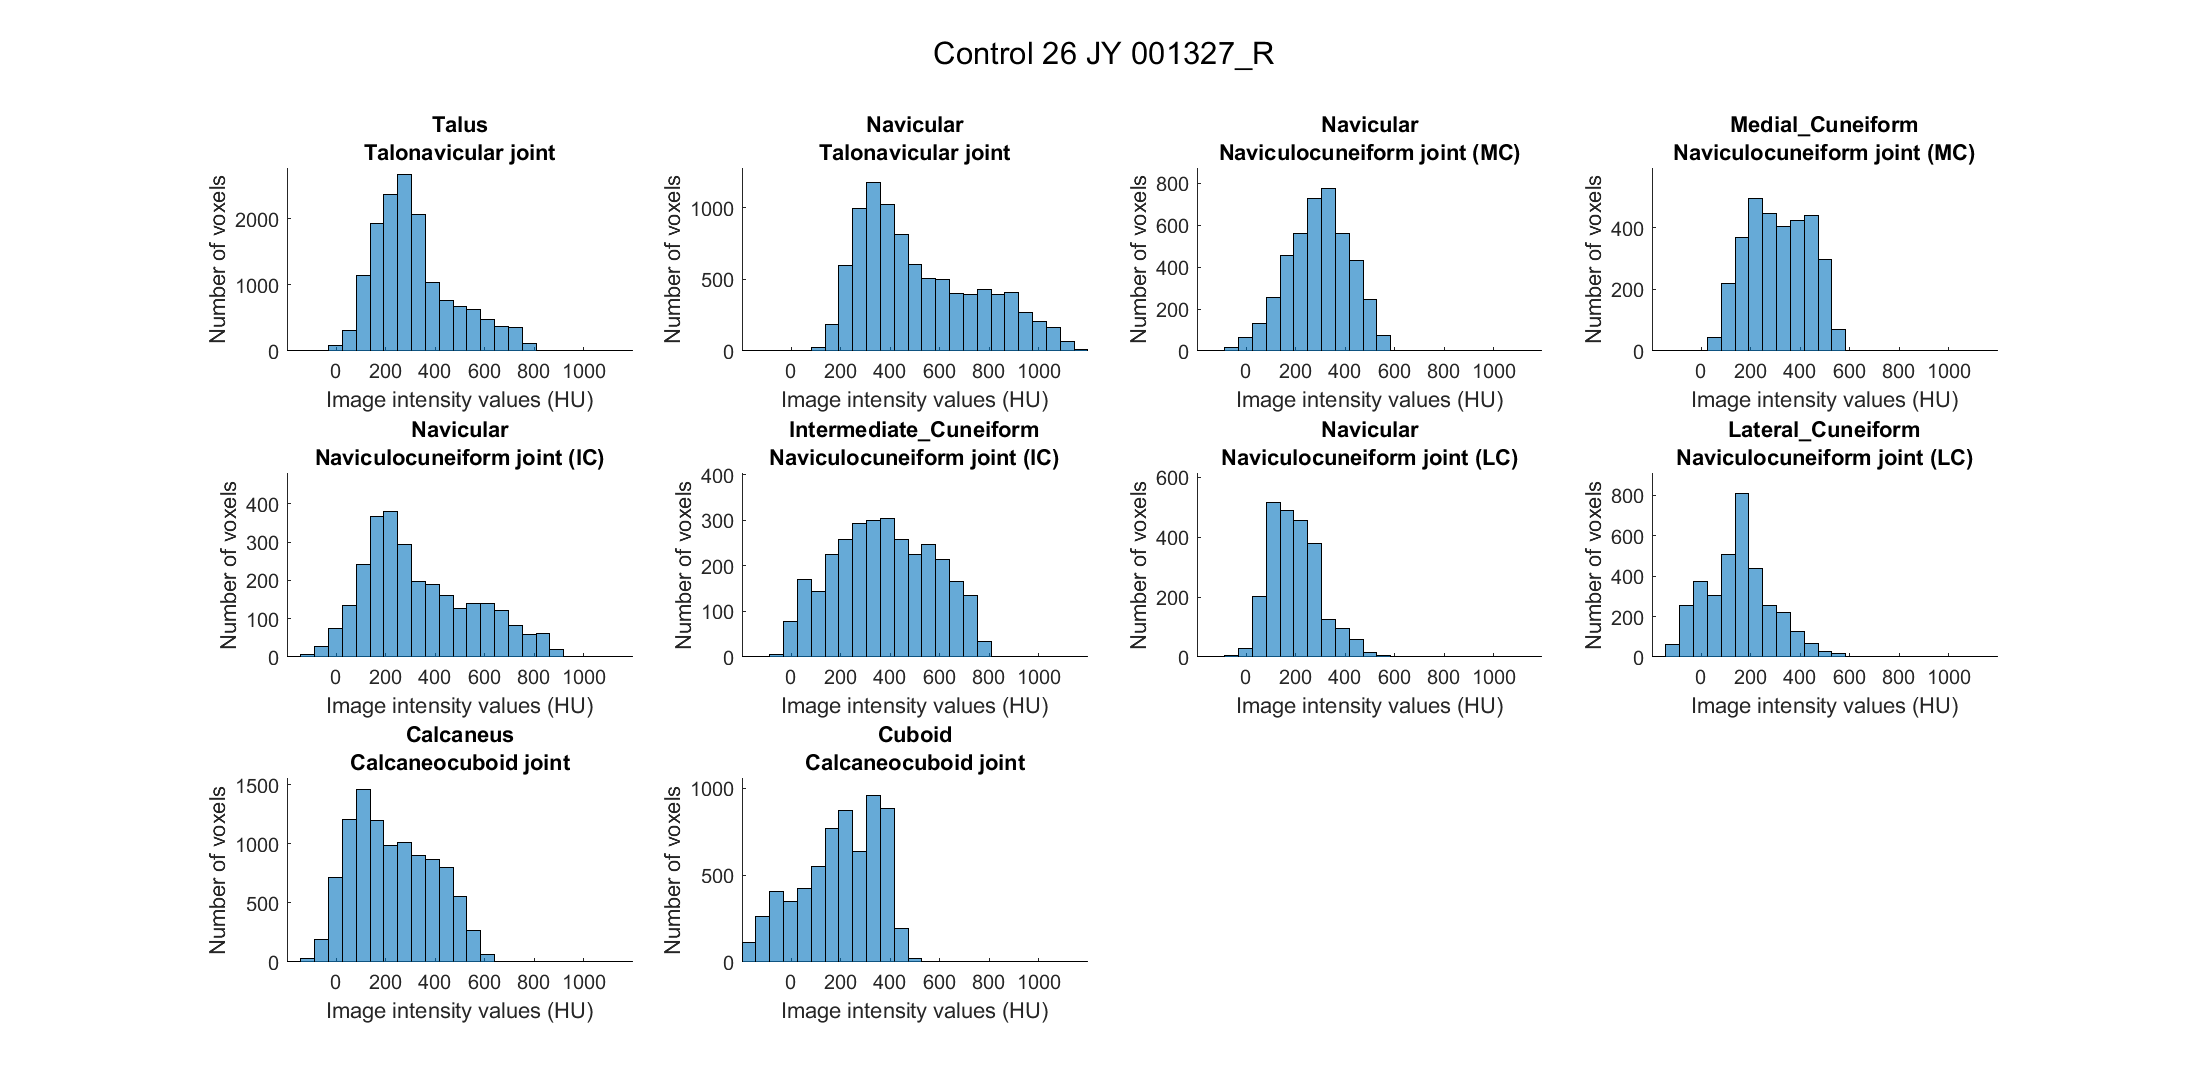 Control 26 JY 001327_R
Talus
Talonavicular joint
Number of voxels
2000
1000
0
0 200 400 600 800 1000
Image intensity values (HU)
Navicular
Talonavicular joint
Number of voxels
1000
500
0
0 200 400 600 800 1000
Image intensity values (HU)
Navicular
Naviculocuneiform joint (MC)
Number of voxels
800
600
400
200
0
0 200 400 600 800 1000
Image intensity values (HU)
Medial_Cuneiform
Naviculocuneiform joint (MC)
Number of voxels
400
200
0
0 200 400 600 800 1000
Image intensity values (HU)
Navicular
Naviculocuneiform joint (IC)
Number of voxels
400
300
200
100
0
0 200 400 600 800 1000
Image intensity values (HU)
Intermediate_Cuneiform
Naviculocuneiform joint (IC)
Number of voxels
400
300
200
100
0
0 200 400 600 800 1000
Image intensity values (HU)
Navicular
Naviculocuneiform joint (LC)
Number of voxels
600
400
200
0
0 200 400 600 800 1000
Image intensity values (HU)
Lateral_Cuneiform
Naviculocuneiform joint (LC)
Number of voxels
800
600
400
200
0
0 200 400 600 800 1000
Image intensity values (HU)
Calcaneus
Calcaneocuboid joint
Number of voxels
1500
1000
500
0
0 200 400 600 800 1000
Image intensity values (HU)
Cuboid
Calcaneocuboid joint
Number of voxels
1000
500
0
0 200 400 600 800 1000
Image intensity values (HU)